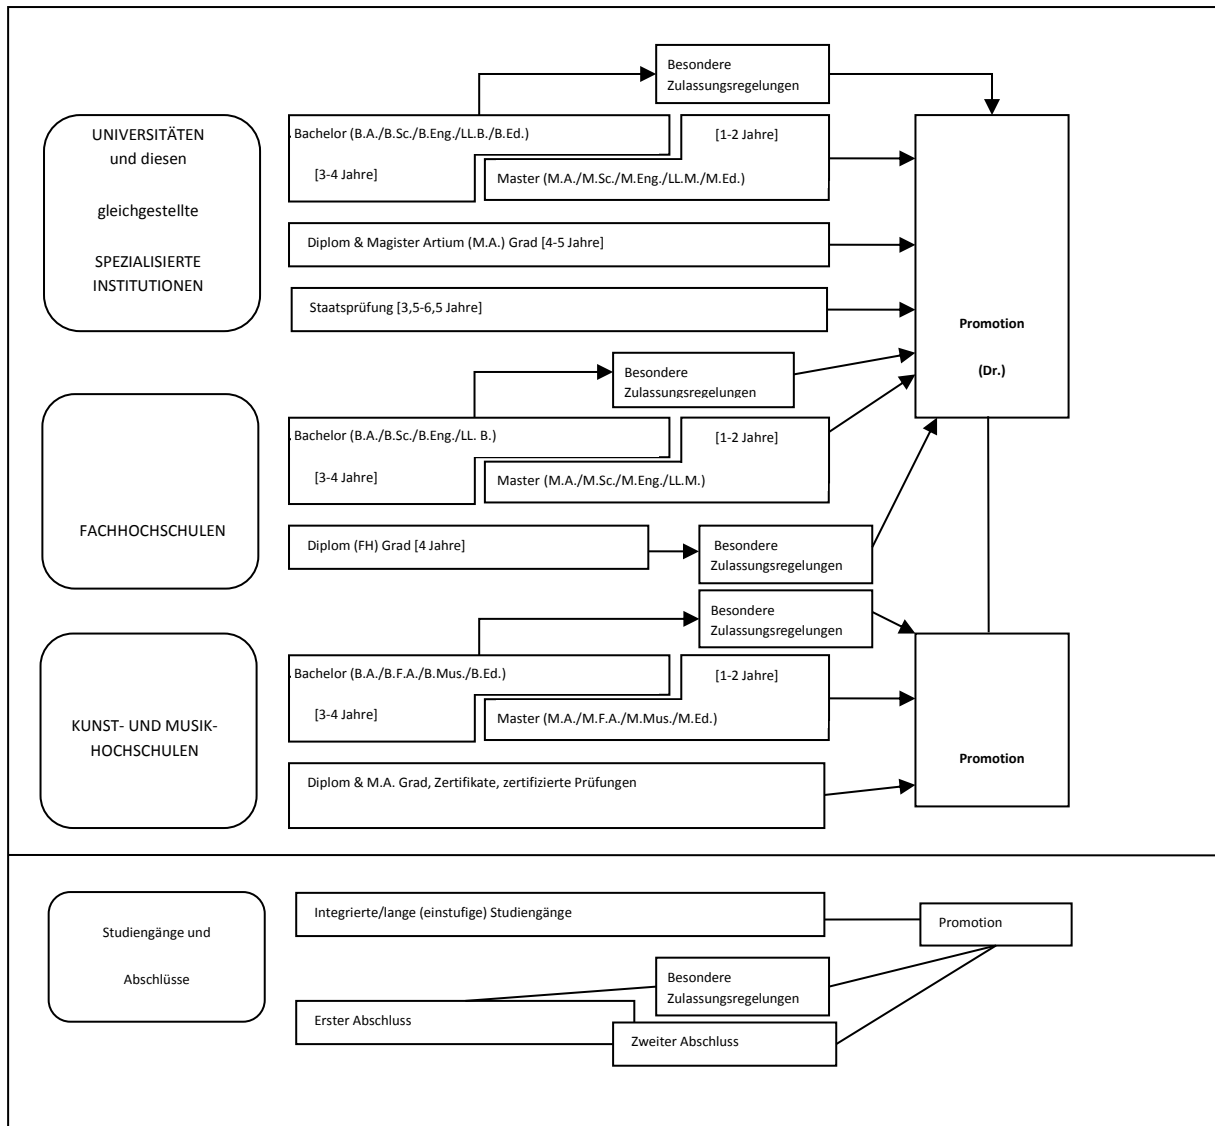 Besondere
Zulassungsregelungen
UNIVERSITÄTEN
und diesen
gleichgestellte
SPEZIALISIERTE
INSTITUTIONEN
Bachelor (B.A./B.Sc./B.Eng./LL.B./B.Ed.)
[3-4 Jahre]
[1-2 Jahre]
Master (M.A./M.Sc./M.Eng./LL.M./M.Ed.)
Diplom & Magister Artium (M.A.) Grad [4-5 Jahre]
Staatsprüfung [3,5-6,5 Jahre]
Promotion
(Dr.)
FACHHOCHSCHULEN
Besondere
Zulassungsregelungen
Bachelor (B.A./B.Sc./B.Eng./LL. B.)
[3-4 Jahre]
[1-2 Jahre]
Master (M.A./M.Sc./M.Eng./LL.M.)
Diplom (FH) Grad [4 Jahre]
Besondere
Zulassungsregelungen
KUNST- UND MUSIK-
HOCHSCHULEN
Besondere
Zulassungsregelungen
Bachelor (B.A./B.F.A./B.Mus./B.Ed.)
[3-4 Jahre]
[1-2 Jahre]
Master (M.A./M.F.A./M.Mus./M.Ed.)
Diplom & M.A. Grad, Zertifikate, zertifizierte Prüfungen
Promotion
Studiengänge und
Abschlüsse
Integrierte/lange (einstufige) Studiengänge
Promotion
Besondere
Zulassungsregelungen
Erster Abschluss
Zweiter Abschluss